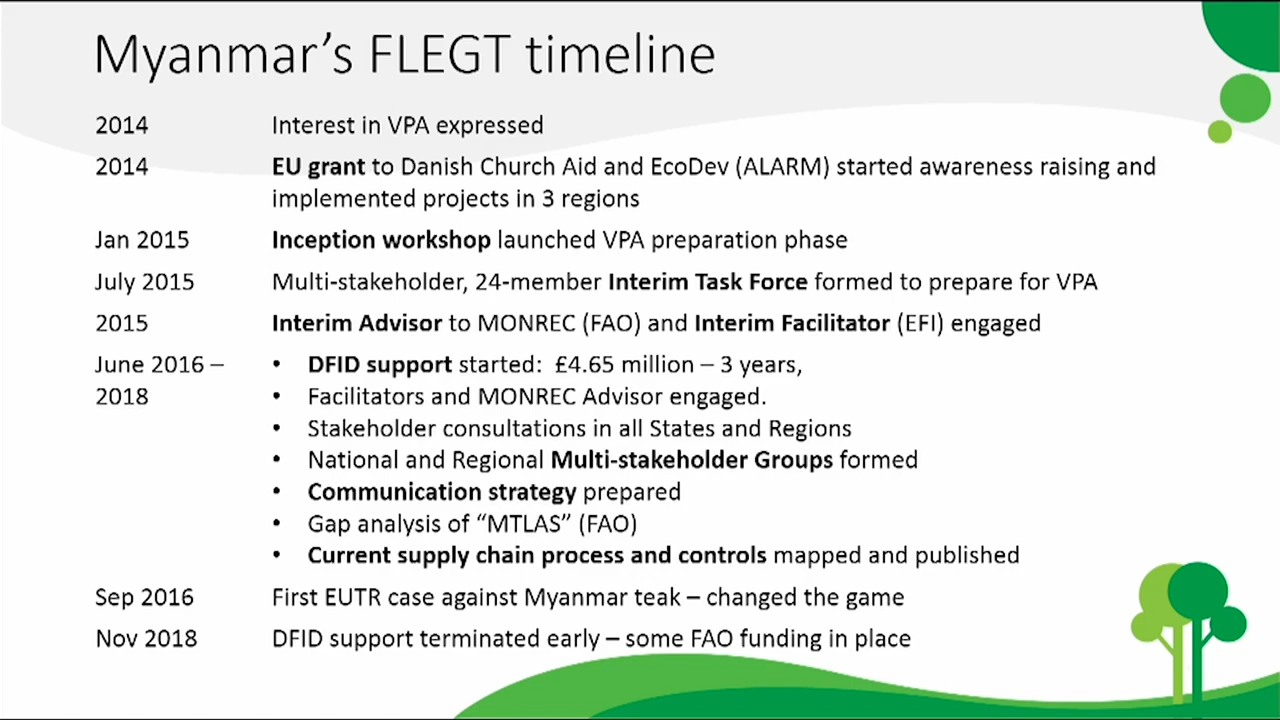 Myanmar’s FLEGT timeline
2014 Interest in VPA expressed
2014 EU grant to Danish Church Aid and EcoDev (ALARM) started awareness raising and
implemented projects in 3 regions
Jan 2015 Inception workshop launched VPA preparation phase
July 2015 Multi-stakeholder, 24-member Interim Task Force formed to prepare for VPA
2015 Interim Advisor to MONREC (FAO) and Interim Facilitator (EFI) engaged
June 2016 – • DFID support started: £4.65 million – 3 years,
2018 • Facilitators and MONREC Advisor engaged.
• Stakeholder consultations in all States and Regions
• National and Regional Multi-stakeholder Groups formed
• Communication strategy prepared
• Gap analysis of “MTLAS” (FAO)
• Current supply chain process and controls mapped and published
Sep 2016 First EUTR case against Myanmar teak – changed the game
Nov 2018 DFID support terminated early – some FAO funding in place